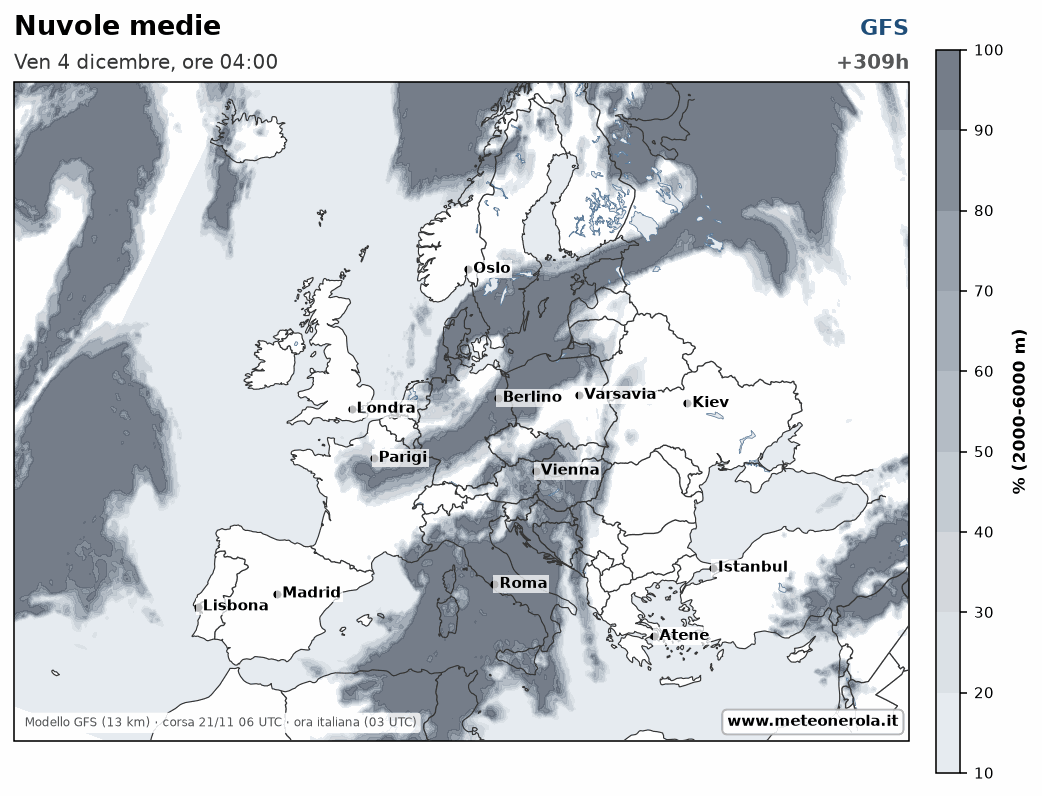 Nuvole medie
GFS
Ven 4 dicembre, ore 04:00
+309h
Oslo
Londra
Berlino
Varsavia
Kiev
Parigi
Vienna
Istanbul
Roma
Madrid
Lisbona
Atene
Modello GFS (13 km) · corsa 21/11 06 UTC · ora italiana (03 UTC)
www.meteonerola.it
100
90
80
70
60
50
40
30
20
10
% (2000-6000 m)